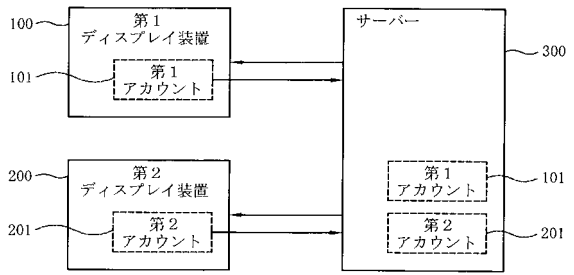 100
第1
ディスプレイ装置
101
第1
アカウント
200
第2
ディスプレイ装置
201
第2
アカウント
サーバー
300
第1
アカウント
101
第2
アカウント
201